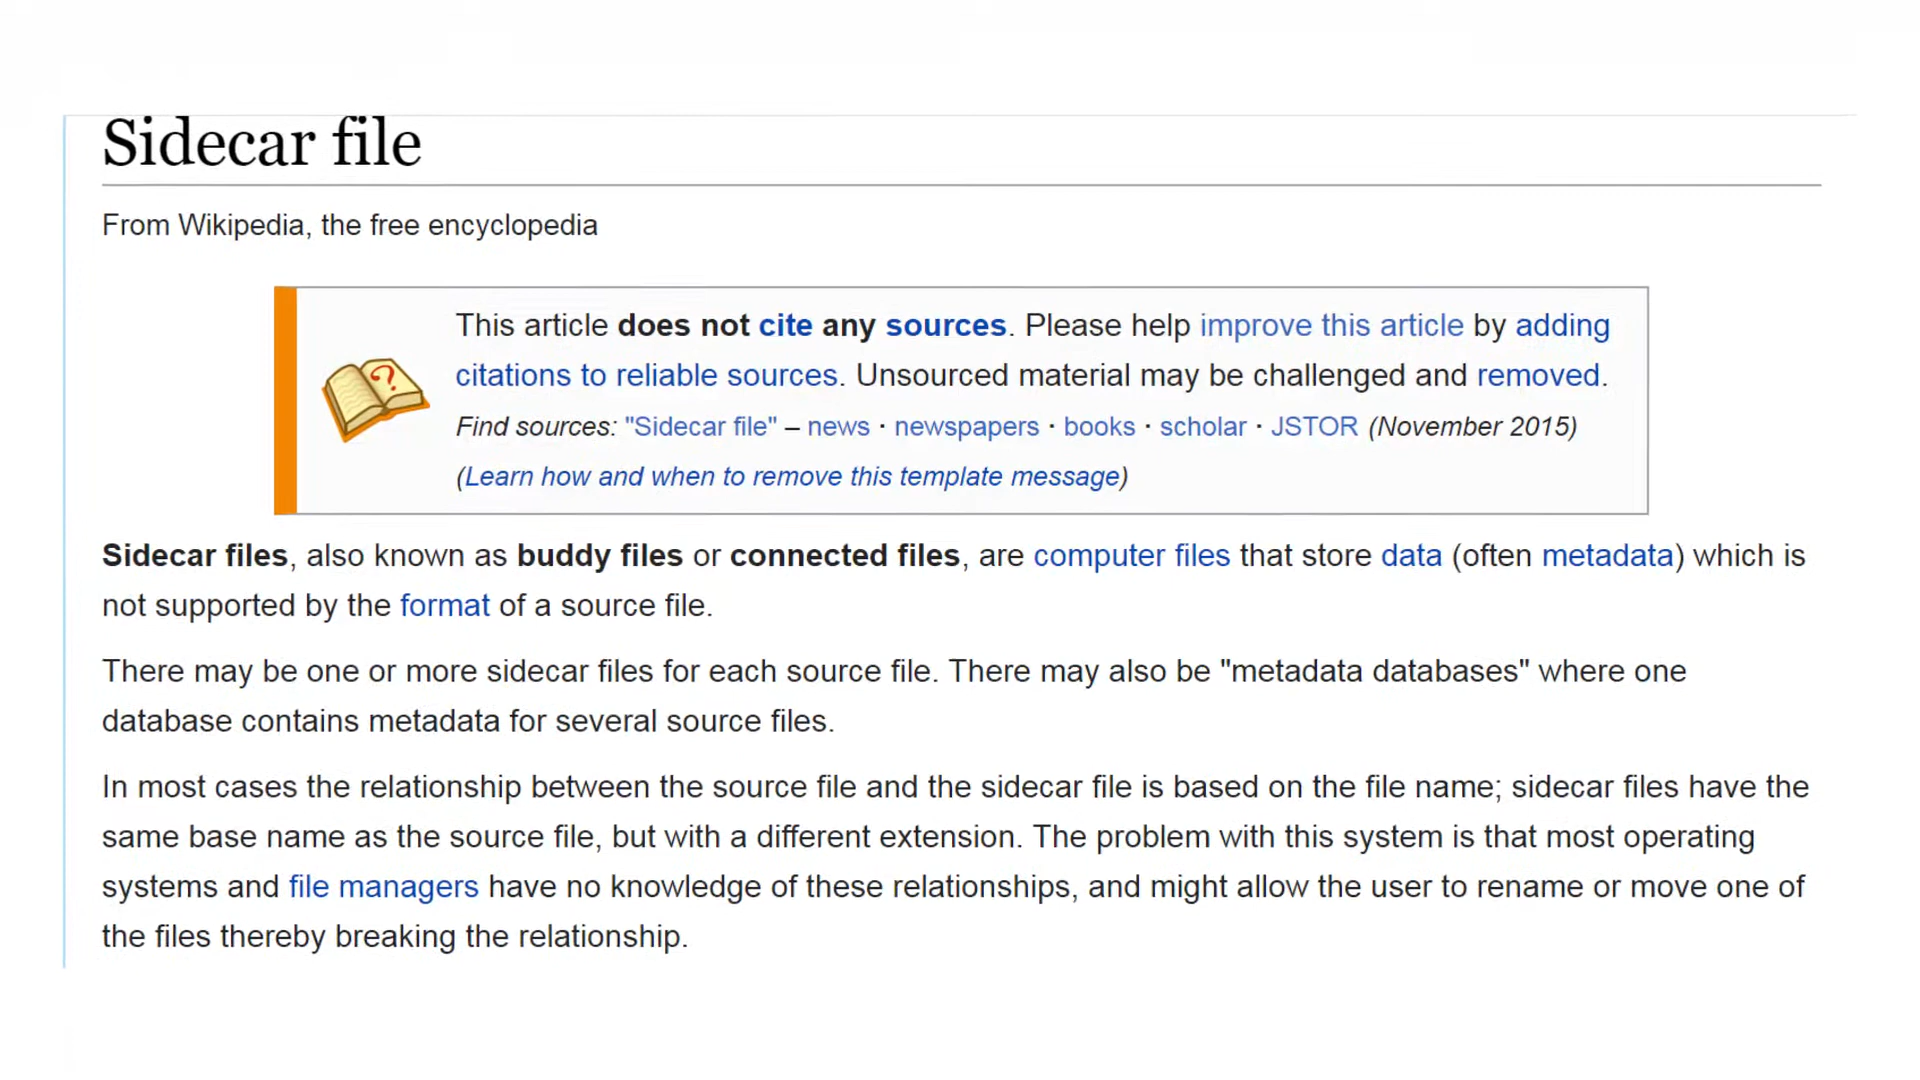 Sidecar file
From Wikipedia, the free encyclopedia
This article does not cite any sources. Please help improve this article by adding
citations to reliable sources. Unsourced material may be challenged and removed.
Find sources: "Sidecar file" – news · newspapers · books · scholar · JSTOR (November 2015)
(Learn how and when to remove this template message)
Sidecar files, also known as buddy files or connected files, are computer files that store data (often metadata) which is
not supported by the format of a source file.
There may be one or more sidecar files for each source file. There may also be "metadata databases" where one
database contains metadata for several source files.
In most cases the relationship between the source file and the sidecar file is based on the file name; sidecar files have the
same base name as the source file, but with a different extension. The problem with this system is that most operating
systems and file managers have no knowledge of these relationships, and might allow the user to rename or move one of
the files thereby breaking the relationship.